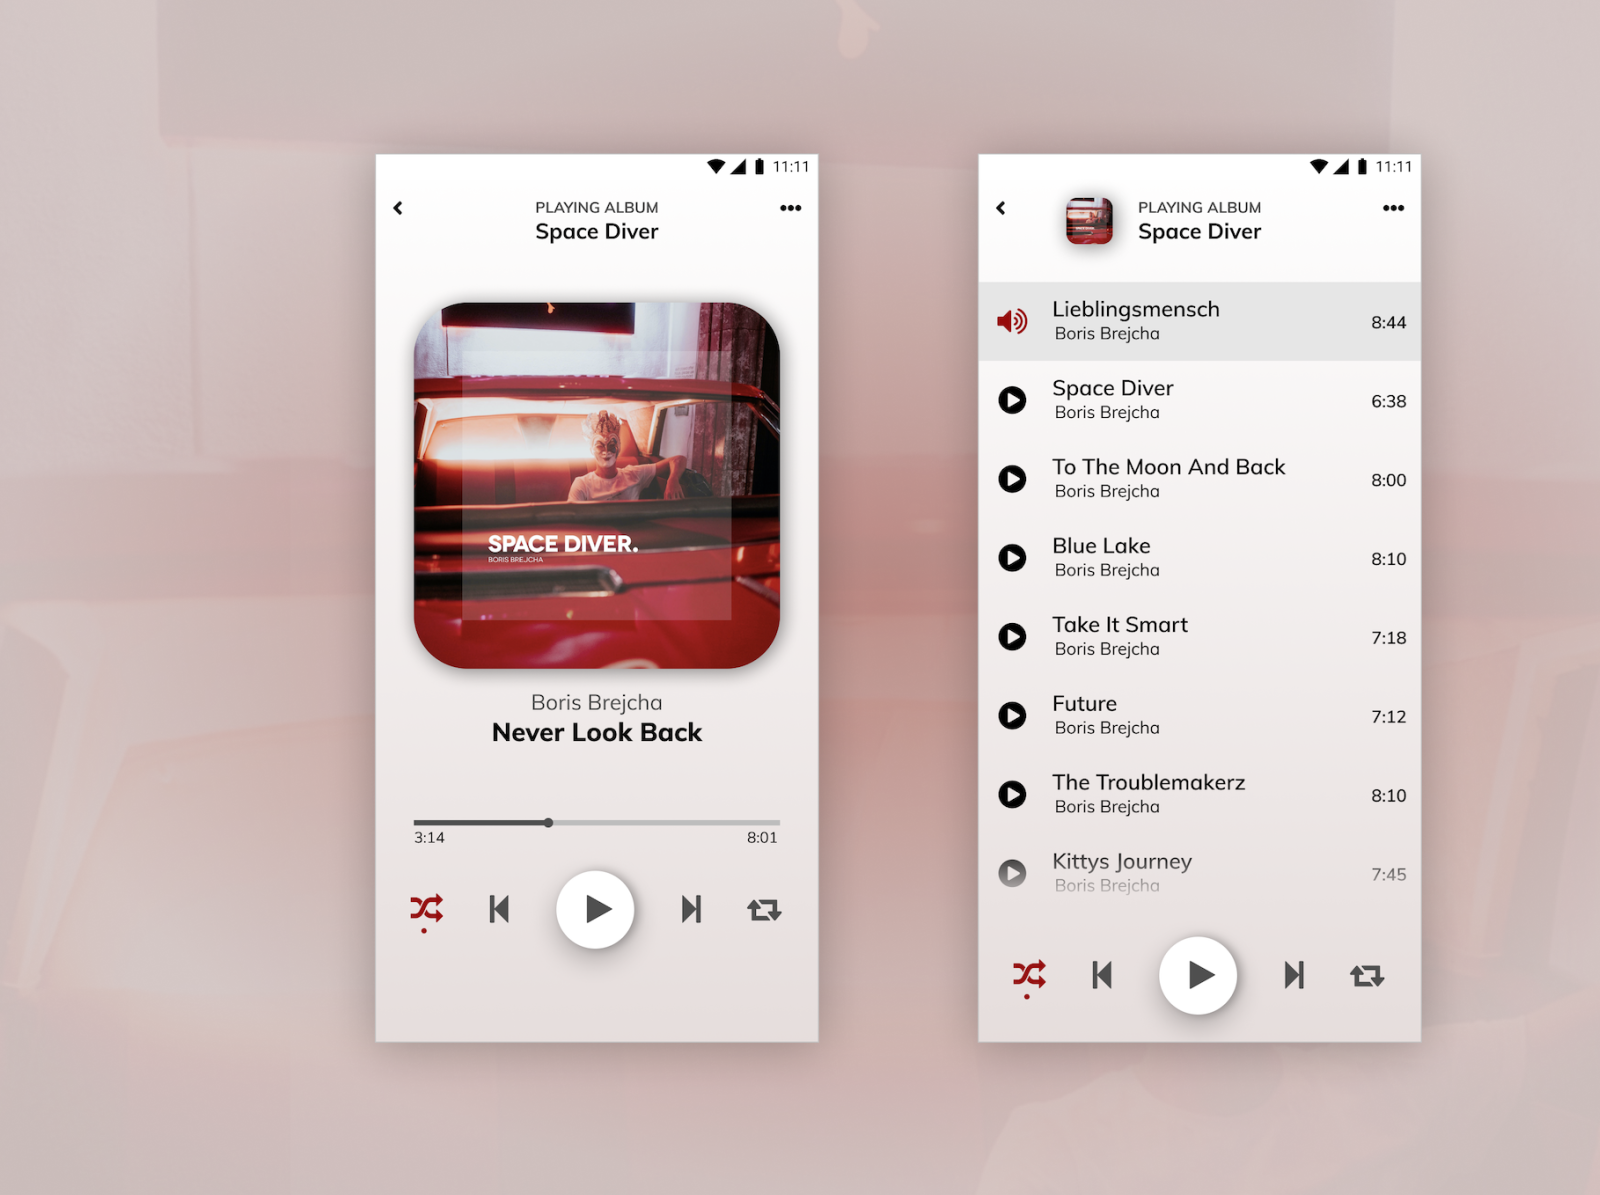 11:11
PLAYING ALBUM
Space Diver
SPACE DIVER.
BORIS BREJCHA
Boris Brejcha
Never Look Back
3:14 8:01
11:11
PLAYING ALBUM
Space Diver
Lieblingsmensch
Boris Brejcha
8:44
Space Diver
Boris Brejcha
6:38
To The Moon And Back
Boris Brejcha
8:00
Blue Lake
Boris Brejcha
8:10
Take It Smart
Boris Brejcha
7:18
Future
Boris Brejcha
7:12
The Troublemakerz
Boris Brejcha
8:10
Kittys Journey
Boris Brejcha
7:45